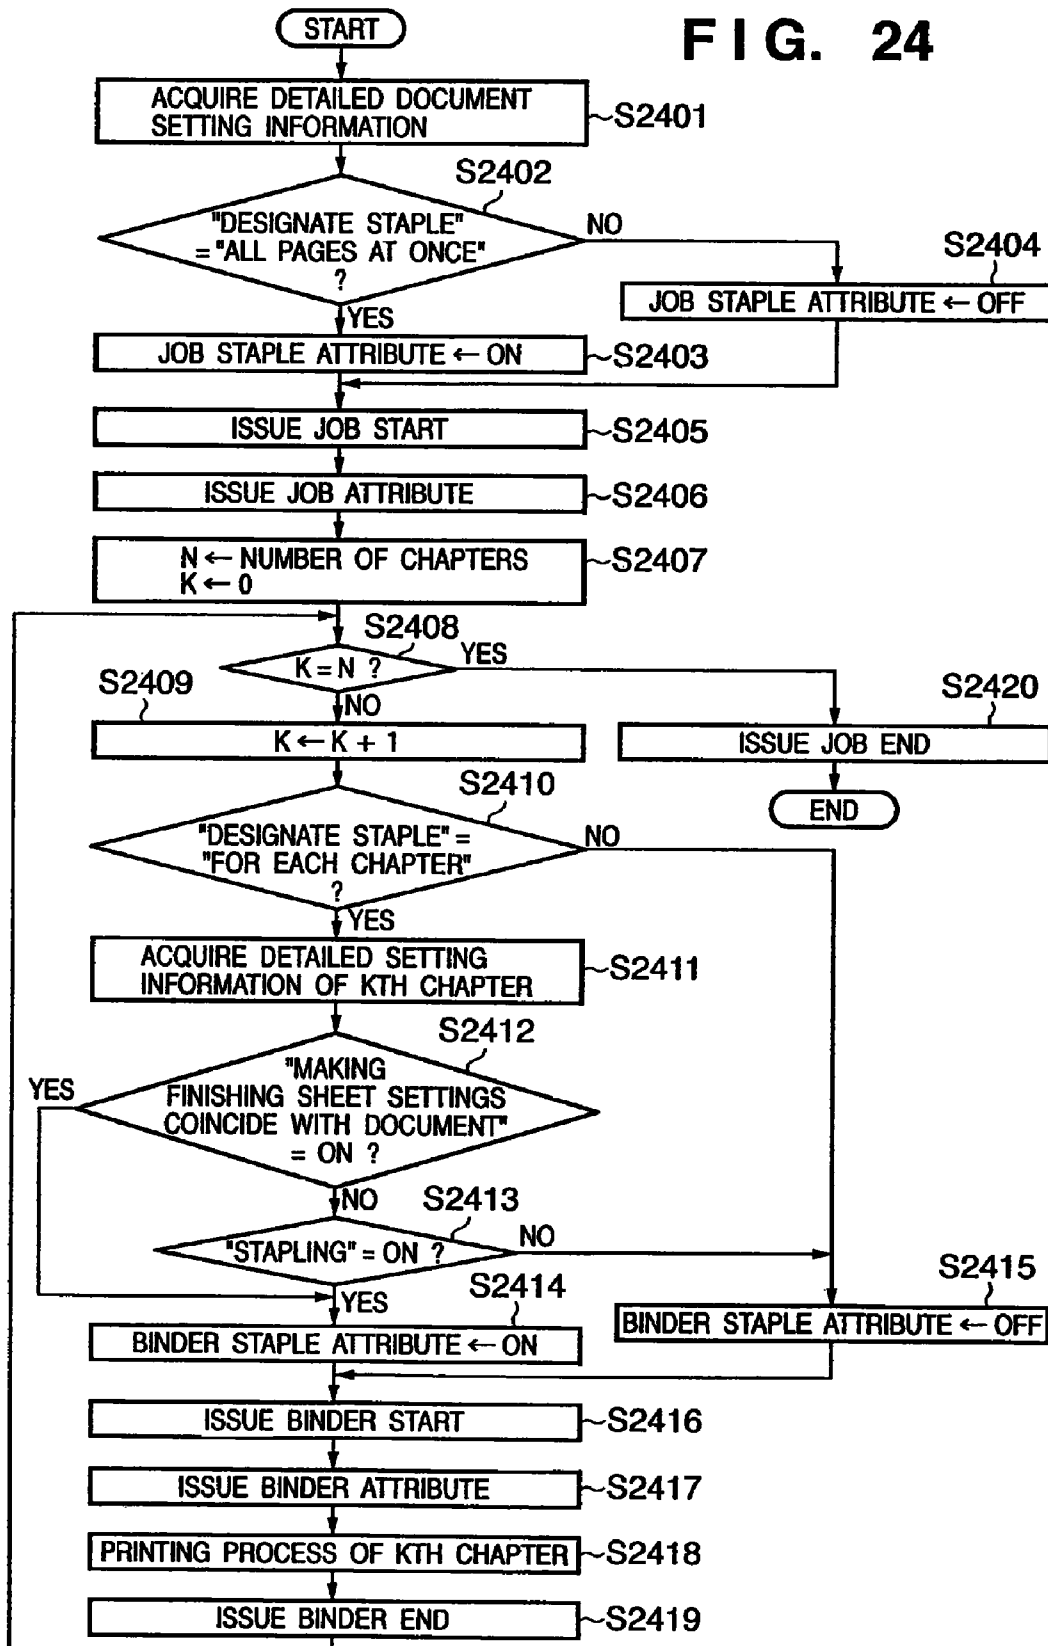 FIG. 24
START
ACQUIRE DETAILED DOCUMENT
SETTING INFORMATION
S2401
S2402
"DESIGNATE STAPLE"
= "ALL PAGES AT ONCE"
?
NO
YES
S2404
JOB STAPLE ATTRIBUTE ← OFF
JOB STAPLE ATTRIBUTE ← ON
S2403
ISSUE JOB START
S2405
ISSUE JOB ATTRIBUTE
S2406
N ← NUMBER OF CHAPTERS
K ← 0
S2407
S2408
K = N ?
YES
NO
S2409
K ← K + 1
S2420
ISSUE JOB END
END
S2410
"DESIGNATE STAPLE" =
"FOR EACH CHAPTER"
?
NO
YES
ACQUIRE DETAILED SETTING
INFORMATION OF KTH CHAPTER
S2411
S2412
"MAKING
FINISHING SHEET SETTINGS
COINCIDE WITH DOCUMENT"
= ON ?
YES
NO
S2413
"STAPLING" = ON ?
NO
YES
S2414
BINDER STAPLE ATTRIBUTE ← ON
S2415
BINDER STAPLE ATTRIBUTE ← OFF
ISSUE BINDER START
S2416
ISSUE BINDER ATTRIBUTE
S2417
PRINTING PROCESS OF KTH CHAPTER
S2418
ISSUE BINDER END
S2419